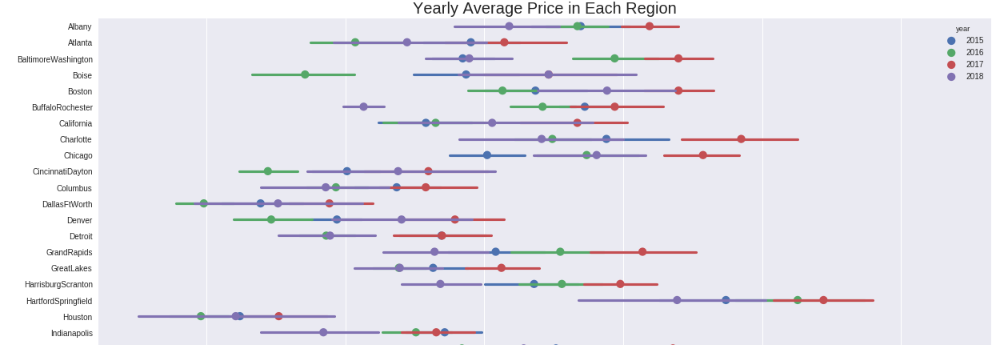 Yearly Average Price in Each Region
Albany
Atlanta
BaltimoreWashington
Boise
Boston
BuffaloRochester
California
Charlotte
Chicago
CincinnatiDayton
Columbus
DallasFtWorth
Denver
Detroit
GrandRapids
GreatLakes
HarrisburgScranton
HartfordSpringfield
Houston
Indianapolis
year
2015
2016
2017
2018